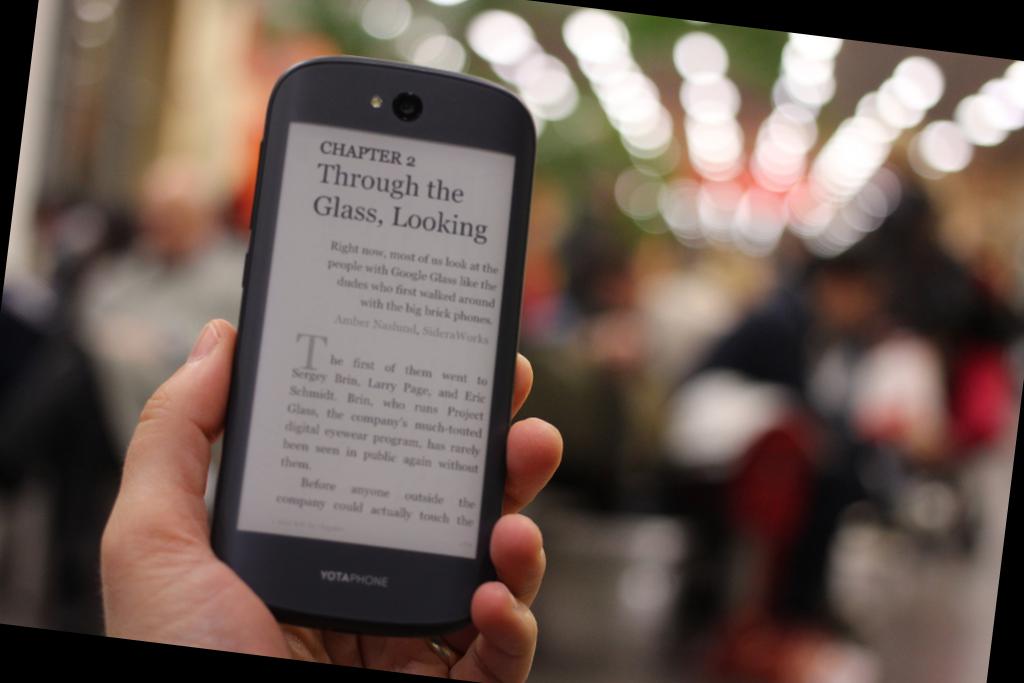 CHAPTER 2
Through the
Glass, Looking
Right now, most of us look at the
people with Google Glass like the
dudes who first walked around
with the big brick phones.
Amber Naslund, SideraWorks
The first of them went to
Sergey Brin, Larry Page, and Eric
Schmidt. Brin, who runs Project
Glass, the company's much-touted
digital eyewear program, has rarely
been seen in public again without
them.
Before anyone outside the
company could actually touch the
YOTAPHONE